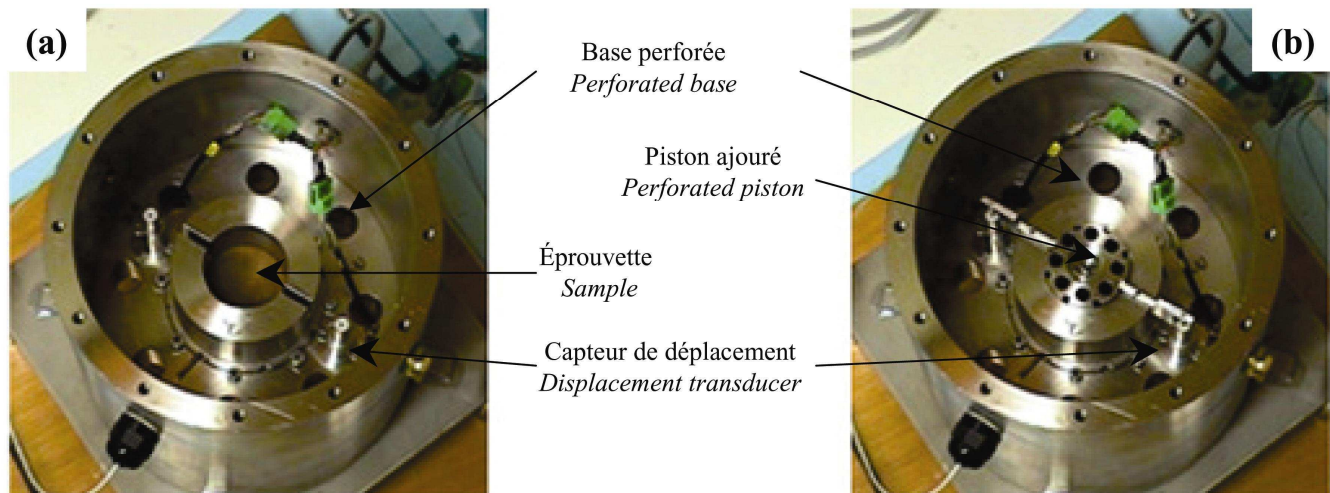 (a)
(b)
Base perforée
Perforated base
Piston ajouré
Perforated piston
Éprouvette
Sample
Capteur de déplacement
Displacement transducer